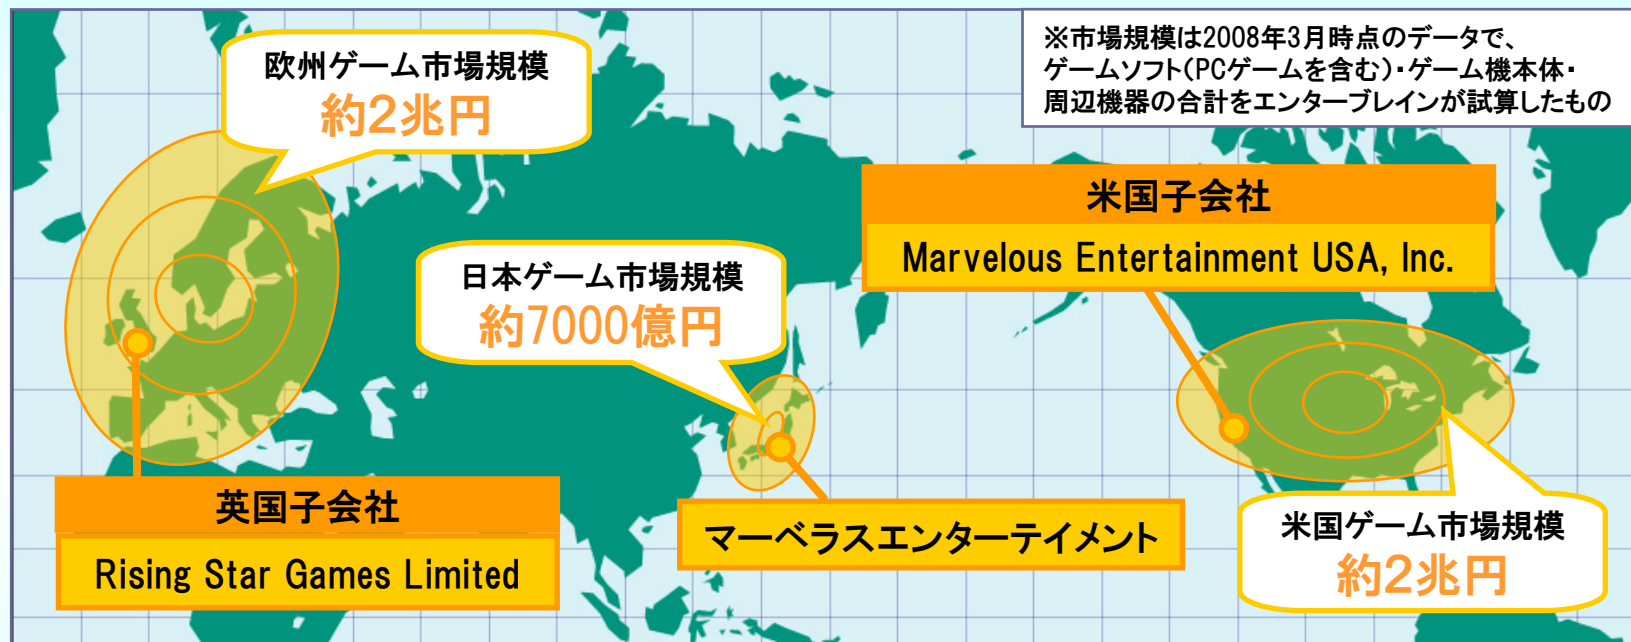 欧州ゲーム市場規模
約2兆円
※市場規模は2008年3月時点のデータで、
ゲームソフト(PCゲームを含む)・ゲーム機本体・
周辺機器の合計をエンターブレインが試算したもの
米国子会社
Marvelous Entertainment USA, Inc.
日本ゲーム市場規模
約7000億円
英国子会社
Rising Star Games Limited
マーベラスエンターテイメント
米国ゲーム市場規模
約2兆円